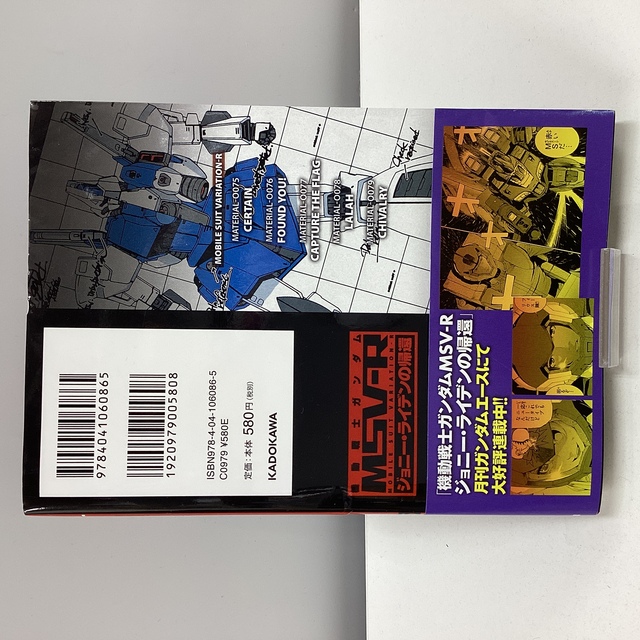 MOBILE SUIT VARIATION-R
MATERIAL-0075
CERTAIN
MATERIAL-0076
FOUND YOU!
MATERIAL-0077
CAPTURE THE FLAG
MATERIAL-0078
MATERIAL-0079
CHIVALRY
9784041060865
1920979005808
ISBN978-4-04-106086-5
C0979 ¥580E
定価:本体580円(税別)
KADOKAWA
機動戦士ガンダム
MSV-R
MOBILE SUIT VARIATION-R
ジョニー・ライデンの帰還
「機動戦士ガンダムMSV-R
ジョニー・ライデンの帰還」
月刊ガンダムエースにて
大好評連載中!!